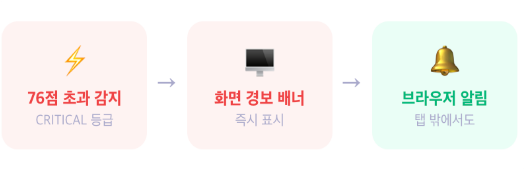 76점 초과 감지
CRITICAL 등급
→
화면 경보 배너
즉시 표시
→
브라우저 알림
탭 밖에서도